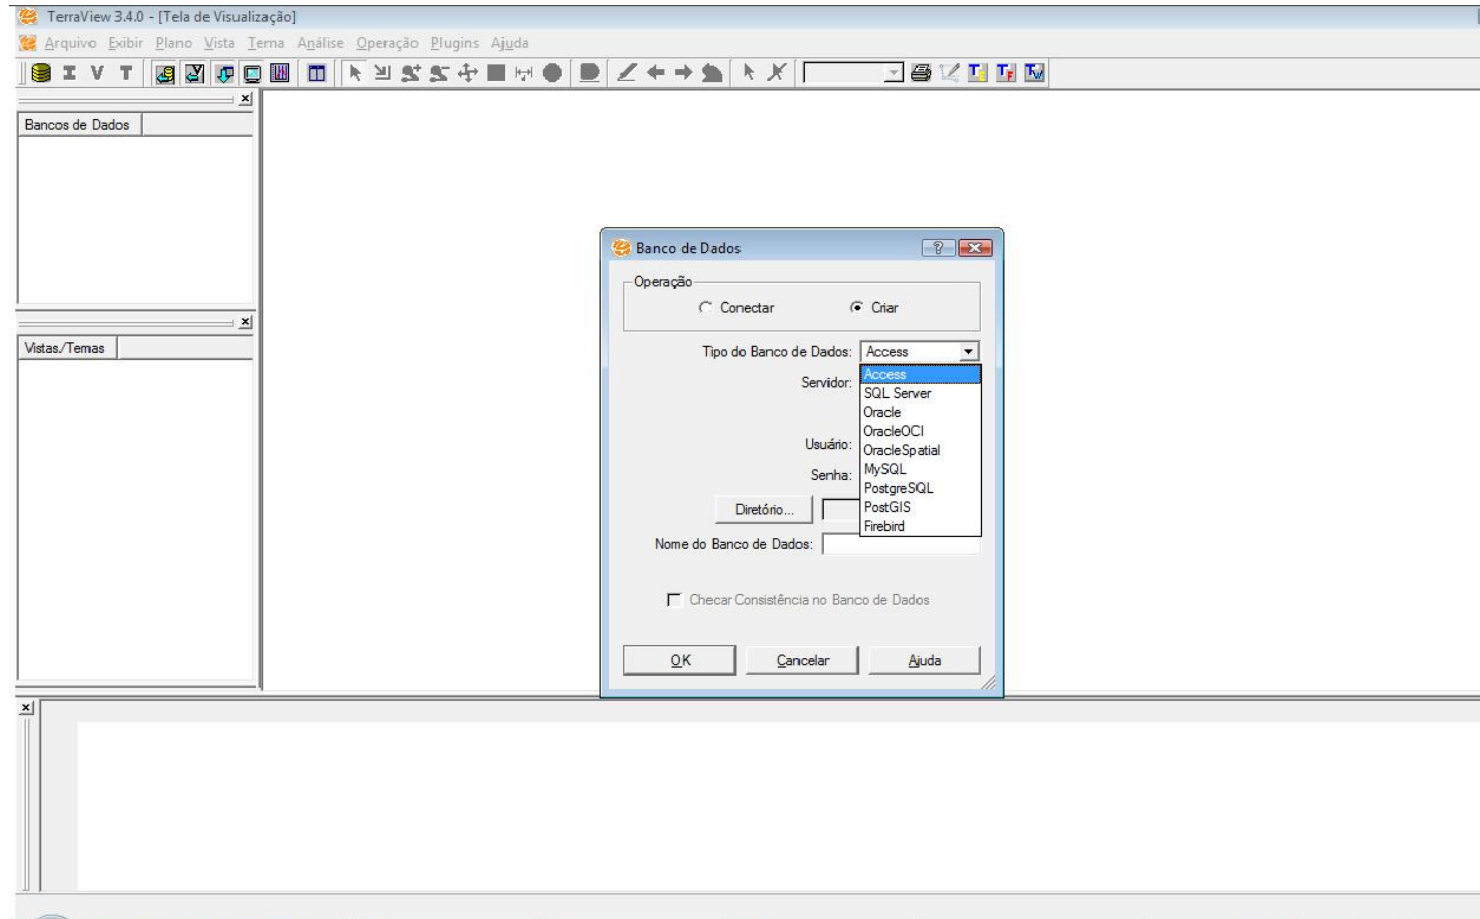 TerraView 3.4.0 - [Tela de Visualização]
Arquivo Exibir Plano Vista Tema Análise Operação Plugins Ajuda
I V T
Bancos de Dados
Vistas./Temas
Banco de Dados
Operação
Conectar Criar
Tipo do Banco de Dados: Access
Access
Servidor:
SQL Server
Oracle
OracleOCI
Usuário:
OracleSpatial
MySQL
Senha:
PostgreSQL
Diretório...
PostGIS
Firebird
Nome do Banco de Dados:
Checar Consistência no Banco de Dados
OK Cancelar Ajuda